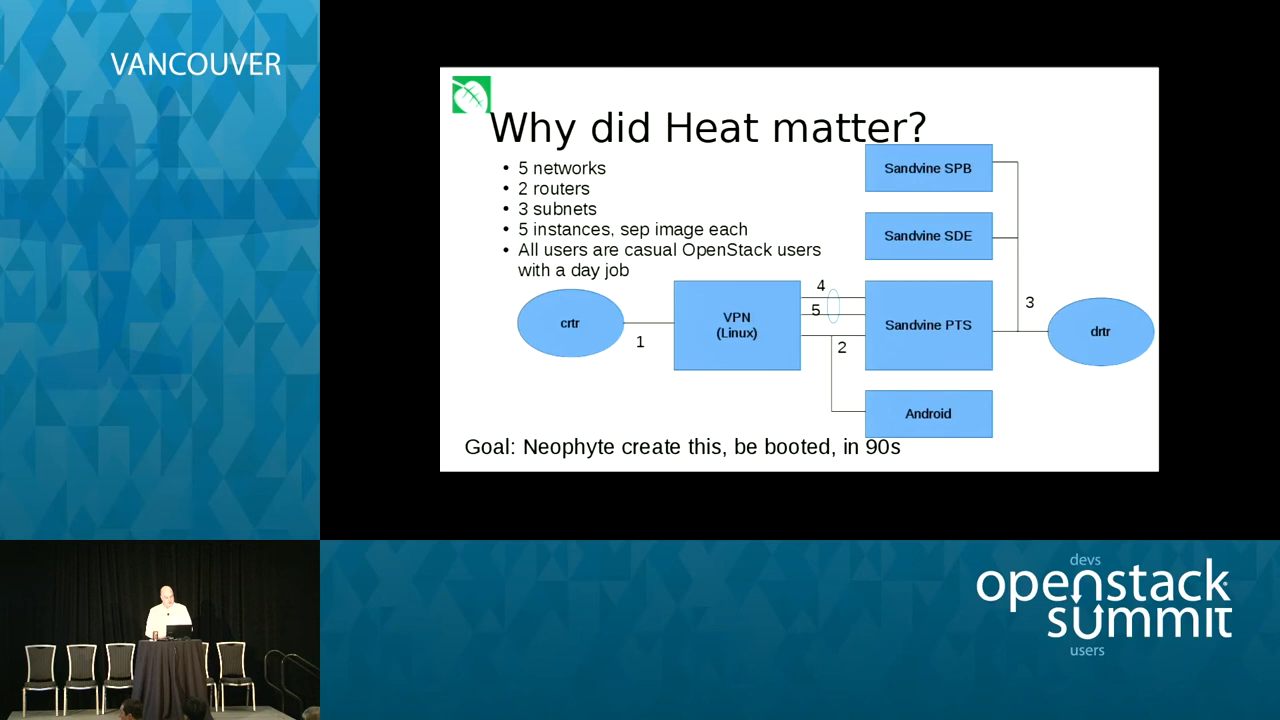 VANCOUVER
Why did Heat matter?
• 5 networks
• 2 routers
• 3 subnets
• 5 instances, sep image each
• All users are casual OpenStack users
with a day job
Sandvine SPB
Sandvine SDE
4
5
3
crtr
1
VPN
(Linux)
Sandvine PTS
drtr
2
Android
Goal: Neophyte create this, be booted, in 90s
devs
openstack
summit
users